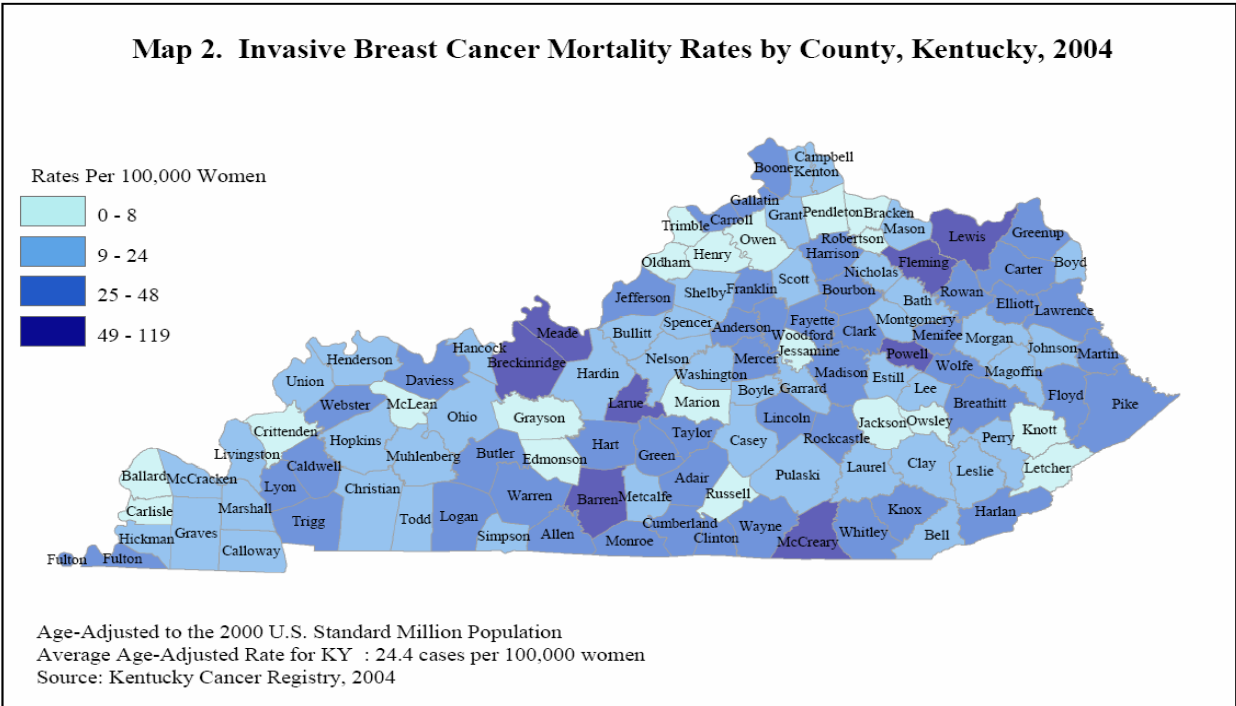 Map 2. Invasive Breast Cancer Mortality Rates by County, Kentucky, 2004
Rates Per 100,000 Women
0 - 8
9 - 24
25 - 48
49 - 119
Campbell
Boone
Kenton
Gallatin
Grant
Pendleton
Bracken
Trimble
Carroll
Mason
Owen
Robertson
Lewis
Greenup
Henry
Harrison
Oldham
Fleming
Boyd
Nicholas
Carter
Scott
Shelby
Franklin
Bourbon
Rowan
Jefferson
Bath
Elliott
Lawrence
Spencer
Anderson
Fayette
Montgomery
Meade
Bullitt
Woodford
Clark
Menifee
Morgan
Hancock
Jessamine
Johnson
Martin
Henderson
Breckinridge
Nelson
Mercer
Powell
Wolfe
Hardin
Washington
Madison
Magoffin
Union
Daviess
Boyle
Garrard
Estill
Lee
Floyd
Webster
McLean
Larue
Marion
Breathitt
Pike
Ohio
Grayson
Lincoln
Jackson
Owsley
Crittenden
Taylor
Knott
Hopkins
Hart
Casey
Rockcastle
Perry
Livingston
Muhlenberg
Butler
Edmonson
Green
Caldwell
Laurel
Clay
Leslie
Letcher
Ballard
McCracken
Adair
Pulaski
Lyon
Christian
Warren
Barren
Metcalfe
Russell
Carlisle
Marshall
Trigg
Todd
Logan
Knox
Harlan
Cumberland
Wayne
Hickman
Graves
Simpson
Allen
Monroe
Clinton
McCreary
Whitley
Bell
Calloway
Fulton
Fulton
Age-Adjusted to the 2000 U.S. Standard Million Population
Average Age-Adjusted Rate for KY : 24.4 cases per 100,000 women
Source: Kentucky Cancer Registry, 2004